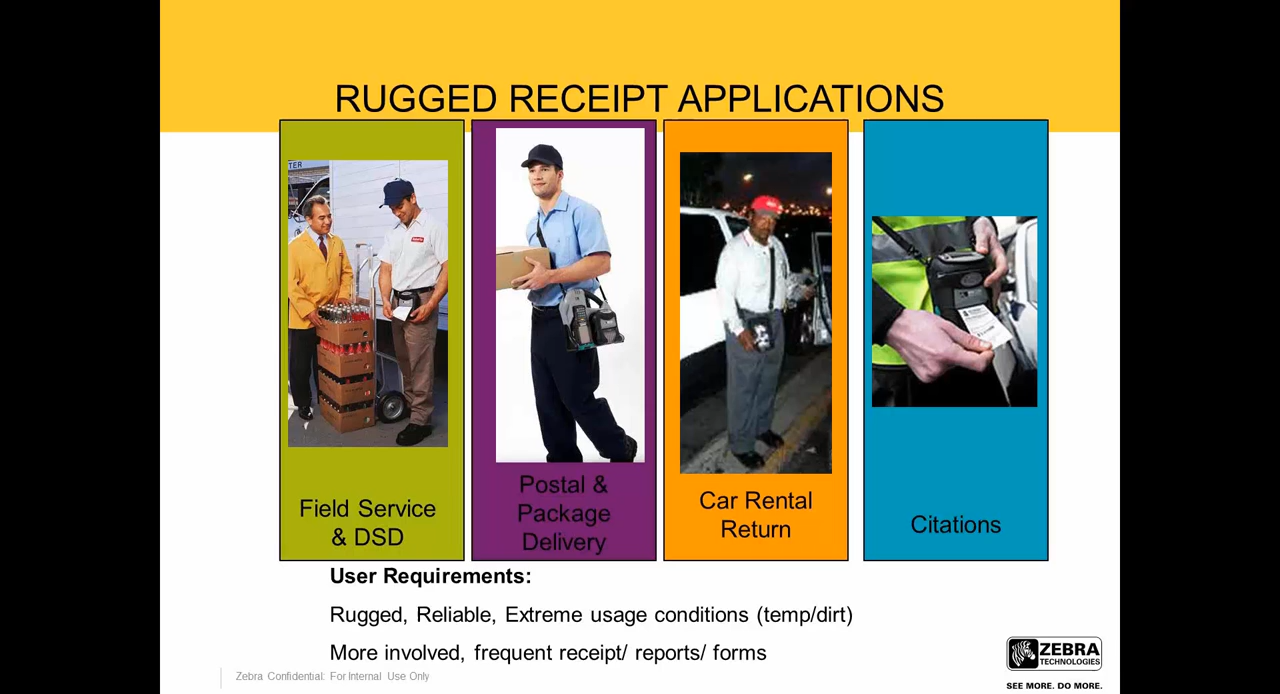 RUGGED RECEIPT APPLICATIONS
TER
Field Service
& DSD
Postal &
Package
Delivery
Car Rental
Return
Citations
User Requirements:
Rugged, Reliable, Extreme usage conditions (temp/dirt)
More involved, frequent receipt/ reports/ forms
Zebra Confidential: For Internal Use Only
ZEBRA
TECHNOLOGIES
SEE MORE. DO MORE.